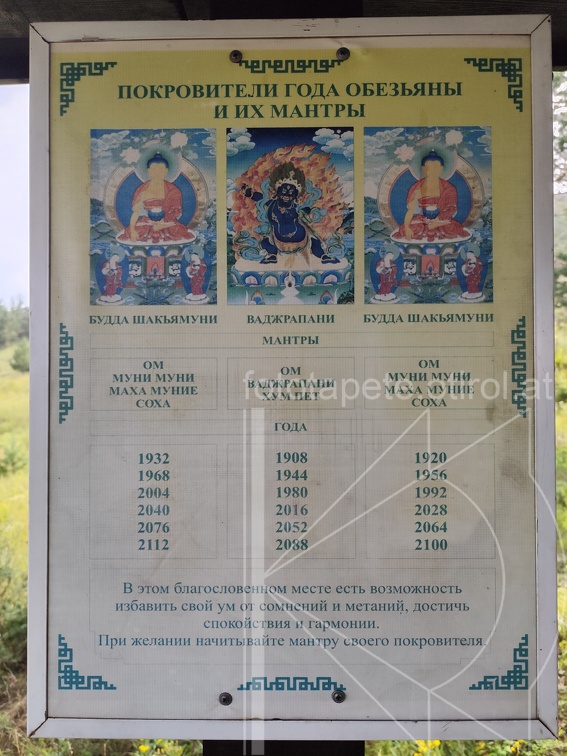 ПОКРОВИТЕЛИ ГОДА ОБЕЗЬЯНЫ
И ИХ МАНТРЫ
БУДДА ШАКЬЯМУНИ ВАДЖРАПАНИ БУДДА ШАКЬЯМУНИ
МАНТРЫ
ОМ
МУНИ МУНИ
МАХА МУНИЕ
СОХА
ОМ
ВАДЖРАПАНИ
ХУМ ПЕТ
ОМ
МУНИ МУНИ
МАХА МУНИЕ
СОХА
ГОДА
1932 1908 1920
1968 1944 1956
2004 1980 1992
2040 2016 2028
2076 2052 2064
2112 2088 2100
В этом благословенном месте есть возможность
избавить свой ум от сомнений и метаний, достичь
спокойствия и гармонии.
При желании начитывайте мантру своего покровителя.